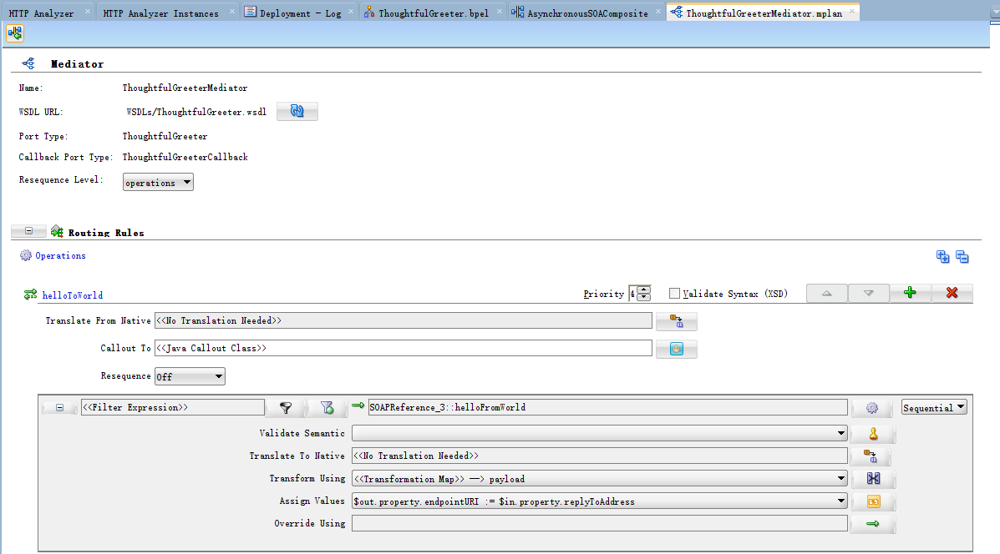 HTTP Analyzer HTTP Analyzer Instances Deployment - Log ThoughtfulGreeter.bpel AsynchronousSOAComposite ThoughtfulGreeterMediator.mplan
Mediator
Name: ThoughtfulGreeterMediator
WSDL URL: WSDLs/ThoughtfulGreeter.wsdl
Port Type: ThoughtfulGreeter
Callback Port Type: ThoughtfulGreeterCallback
Resequence Level: operations
Routing Rules
Operations
helloToWorld Priority 4 Validate Syntax (XSD)
Translate From Native <<No Translation Needed>>
Callout To <<Java Callout Class>>
Resequence Off
<<Filter Expression>> SOAPReference_3::helloFromWorld Sequential
Validate Semantic
Translate To Native <<No Translation Needed>>
Transform Using <<Transformation Map>> --> payload
Assign Values $out.property.endpointURI := $in.property.replyToAddress
Override Using